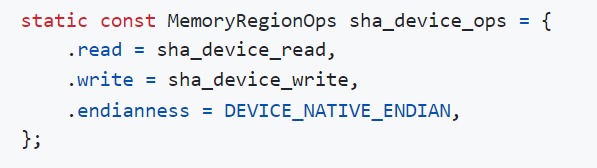 static const MemoryRegionOps sha_device_ops = {
    .read = sha_device_read,
    .write = sha_device_write,
    .endianness = DEVICE_NATIVE_ENDIAN,
};